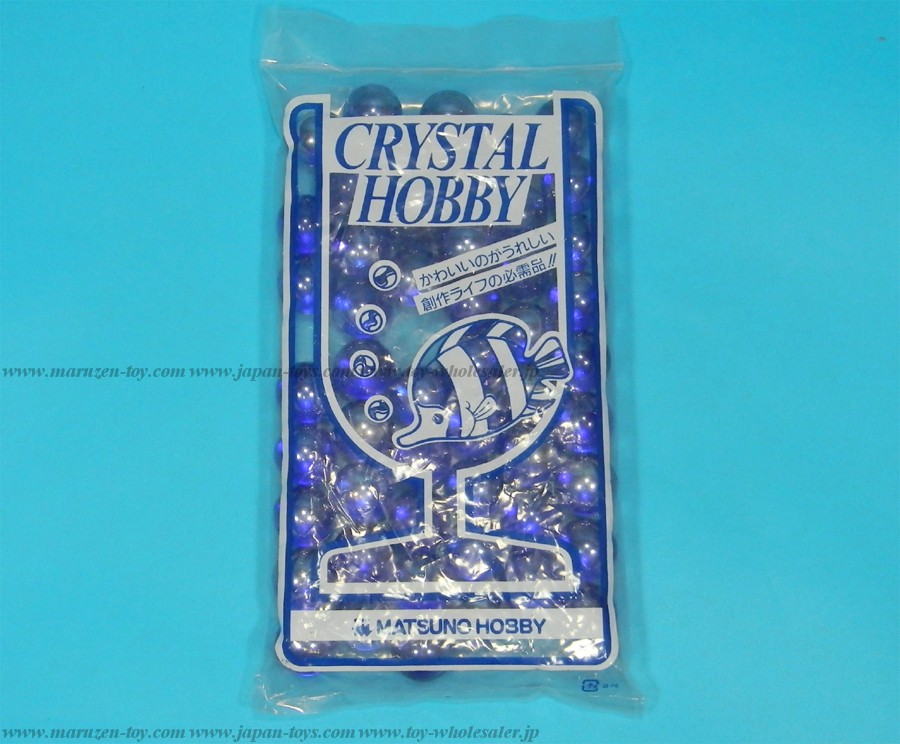 CRYSTAL
HOBBY
かわいいのがうれしい
創作ライフの必需品!!
www.maruzen-toy.com www.japan-toys.com www.toy-wholesaler.jp
MATSUNO HOBBY
www.maruzen-toy.com www.japan-toys.com www.toy-wholesaler.jp